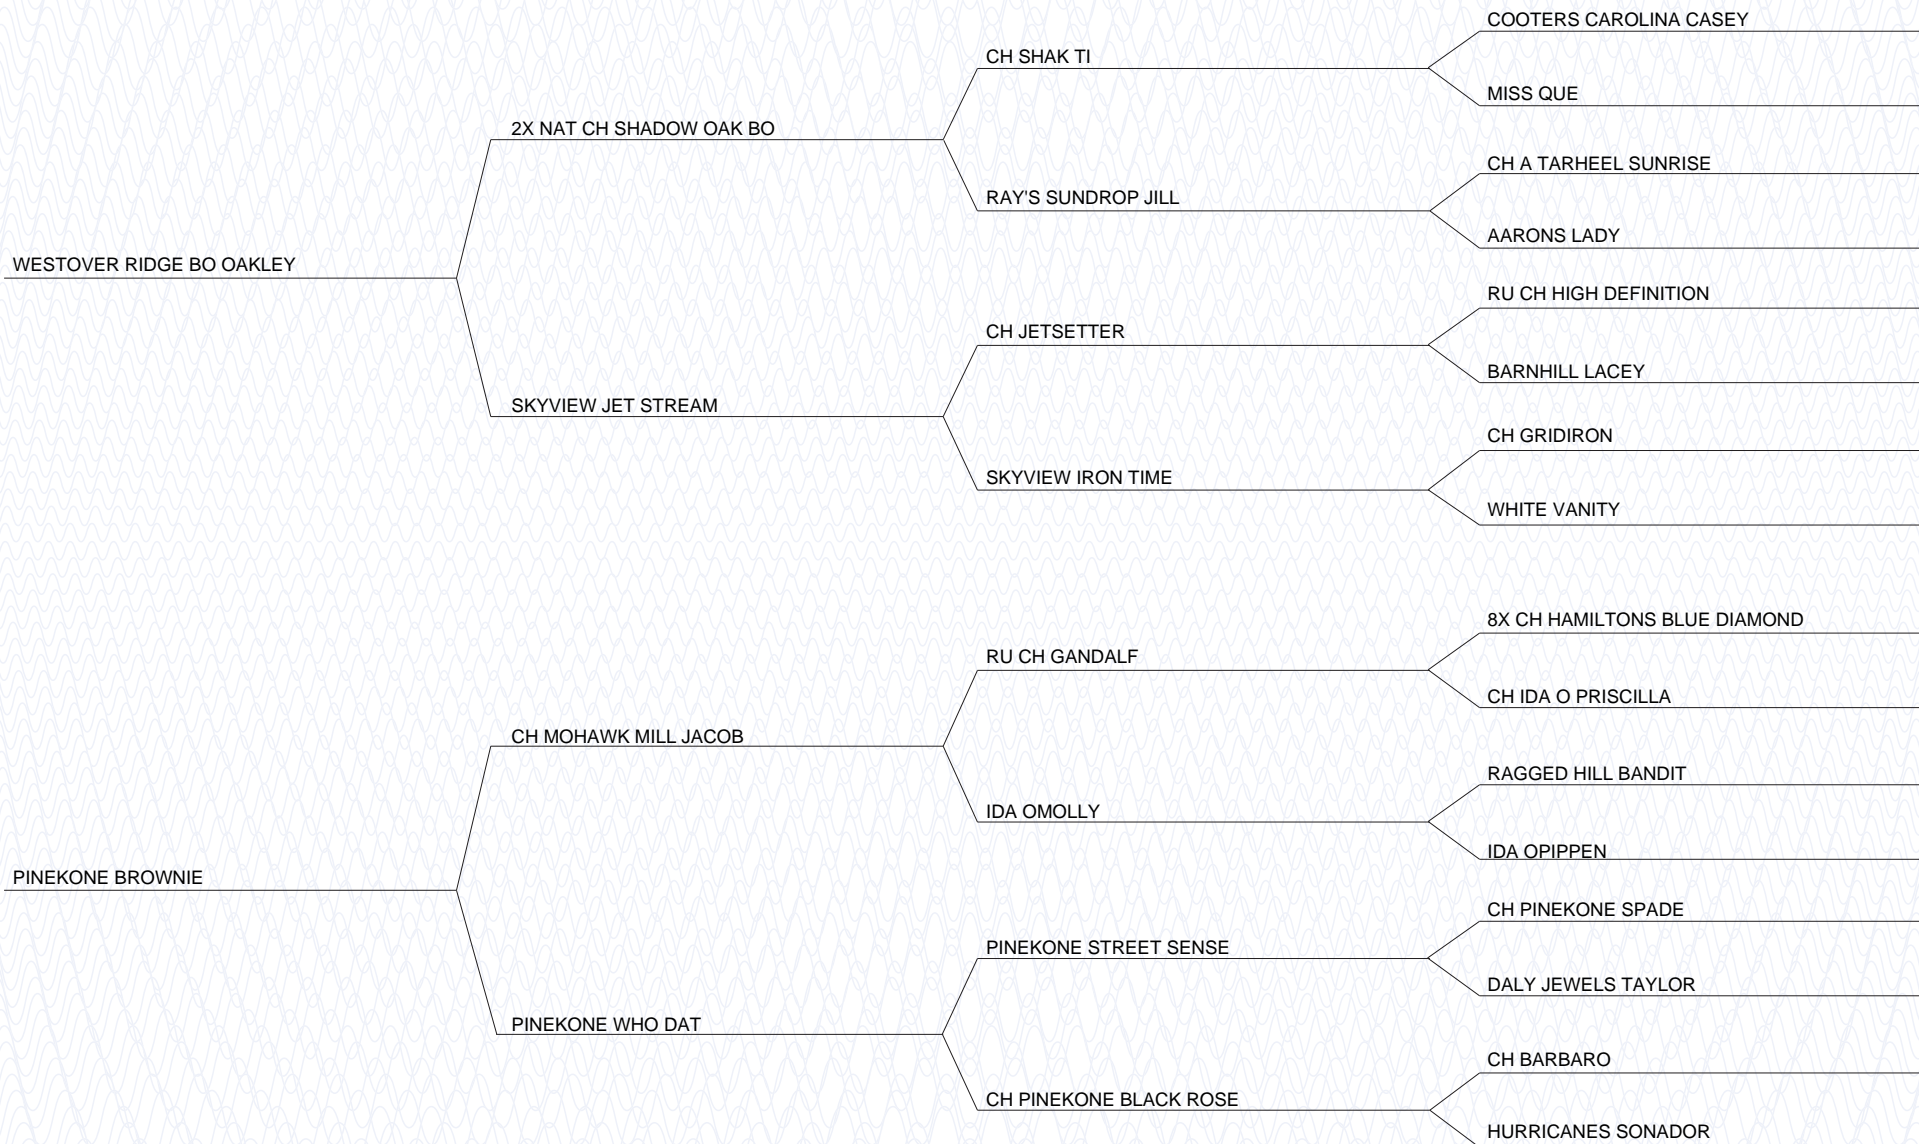 COOTERS CAROLINA CASEY
CH SHAK TI
MISS QUE
2X NAT CH SHADOW OAK BO
CH A TARHEEL SUNRISE
RAY'S SUNDROP JILL
AARONS LADY
WESTOVER RIDGE BO OAKLEY
RU CH HIGH DEFINITION
CH JETSETTER
BARNHILL LACEY
SKYVIEW JET STREAM
CH GRIDIRON
SKYVIEW IRON TIME
WHITE VANITY
8X CH HAMILTONS BLUE DIAMOND
RU CH GANDALF
CH IDA O PRISCILLA
CH MOHAWK MILL JACOB
RAGGED HILL BANDIT
IDA OMOLLY
IDA OPIPPEN
PINEKONE BROWNIE
CH PINEKONE SPADE
PINEKONE STREET SENSE
DALY JEWELS TAYLOR
PINEKONE WHO DAT
CH BARBARO
CH PINEKONE BLACK ROSE
HURRICANES SONADOR